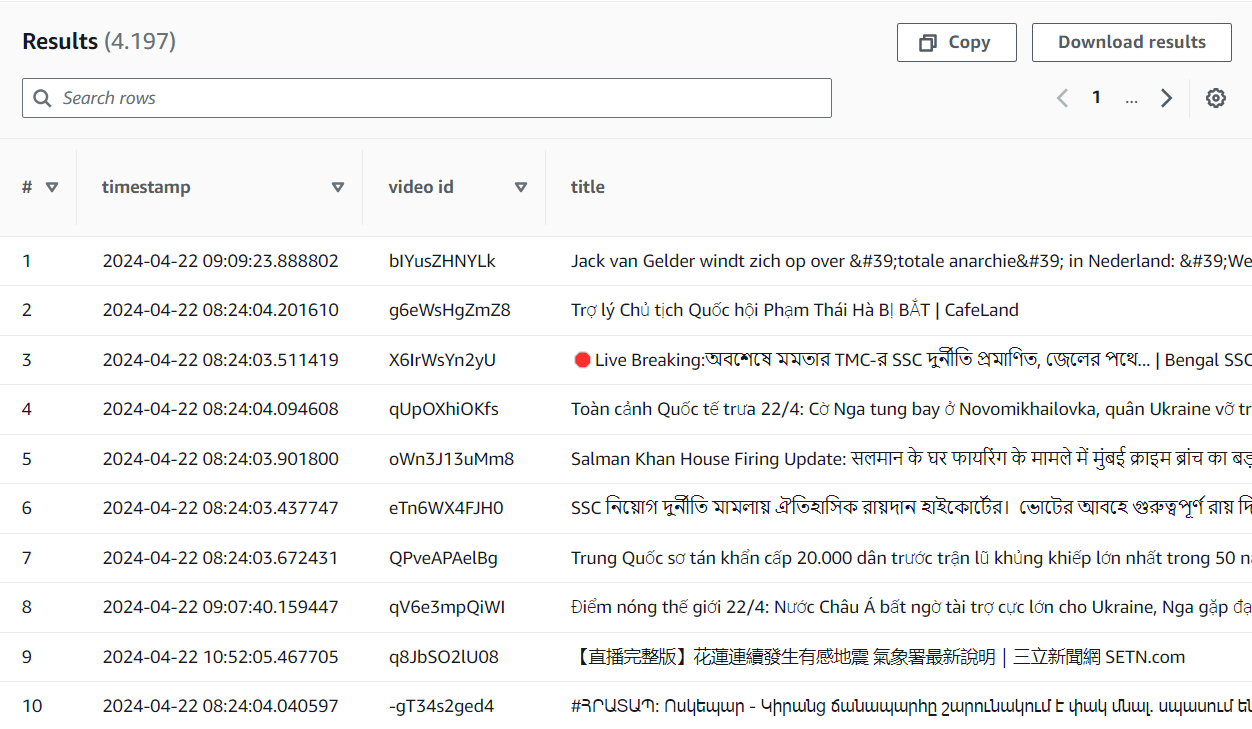 Results (4.197)
Copy
Download results
Search rows
1 ...
# timestamp video id title
1 2024-04-22 09:09:23.888802 bIYusZHNYLk Jack van Gelder windt zich op over &#39;totale anarchie&#39; in Nederland: &#39;We
2 2024-04-22 08:24:04.201610 g6eWsHgZmZ8 Trợ lý Chủ tịch Quốc hội Phạm Thái Hà BỊ BẮT | CafeLand
3 2024-04-22 08:24:03.511419 X6IrWsYn2yU 🔴 Live Breaking:অবশেষে মমতার TMC-র SSC দুর্নীতি প্রমাণিত, জেলের পথে... | Bengal SSC
4 2024-04-22 08:24:04.094608 qUpOXhiOKfs Toàn cảnh Quốc tế trưa 22/4: Cờ Nga tung bay ở Novomikhailovka, quân Ukraine vỡ tr
5 2024-04-22 08:24:03.901800 oWn3J13uMm8 Salman Khan House Firing Update: सलमान के घर फायरिंग के मामले में मुंबई क्राइम ब्रांच का बड़
6 2024-04-22 08:24:03.437747 eTn6WX4FJH0 SSC নিয়োগ দুর্নীতি মামলায় ঐতিহাসিক রায়দান হাইকোর্টের। ভোটের আবহে গুরুত্বপূর্ণ রায় দি
7 2024-04-22 08:24:03.672431 QPveAPAelBg Trung Quốc sơ tán khẩn cấp 20.000 dân trước trận lũ khủng khiếp lớn nhất trong 50 nă
8 2024-04-22 09:07:40.159447 qV6e3mpQiWI Điểm nóng thế giới 22/4: Nước Châu Á bất ngờ tài trợ cực lớn cho Ukraine, Nga gặp đạ
9 2024-04-22 10:52:05.467705 q8JbSO2lU08 【直播完整版】花蓮連續發生有感地震 氣象署最新說明｜三立新聞網 SETN.com
10 2024-04-22 08:24:04.040597 -gT34s2ged4 #ՀՐԱՏԱՊ: Ոսկեպար - Կիրանց ճանապարհը շարունակում է փակ մնալ. սպասում են